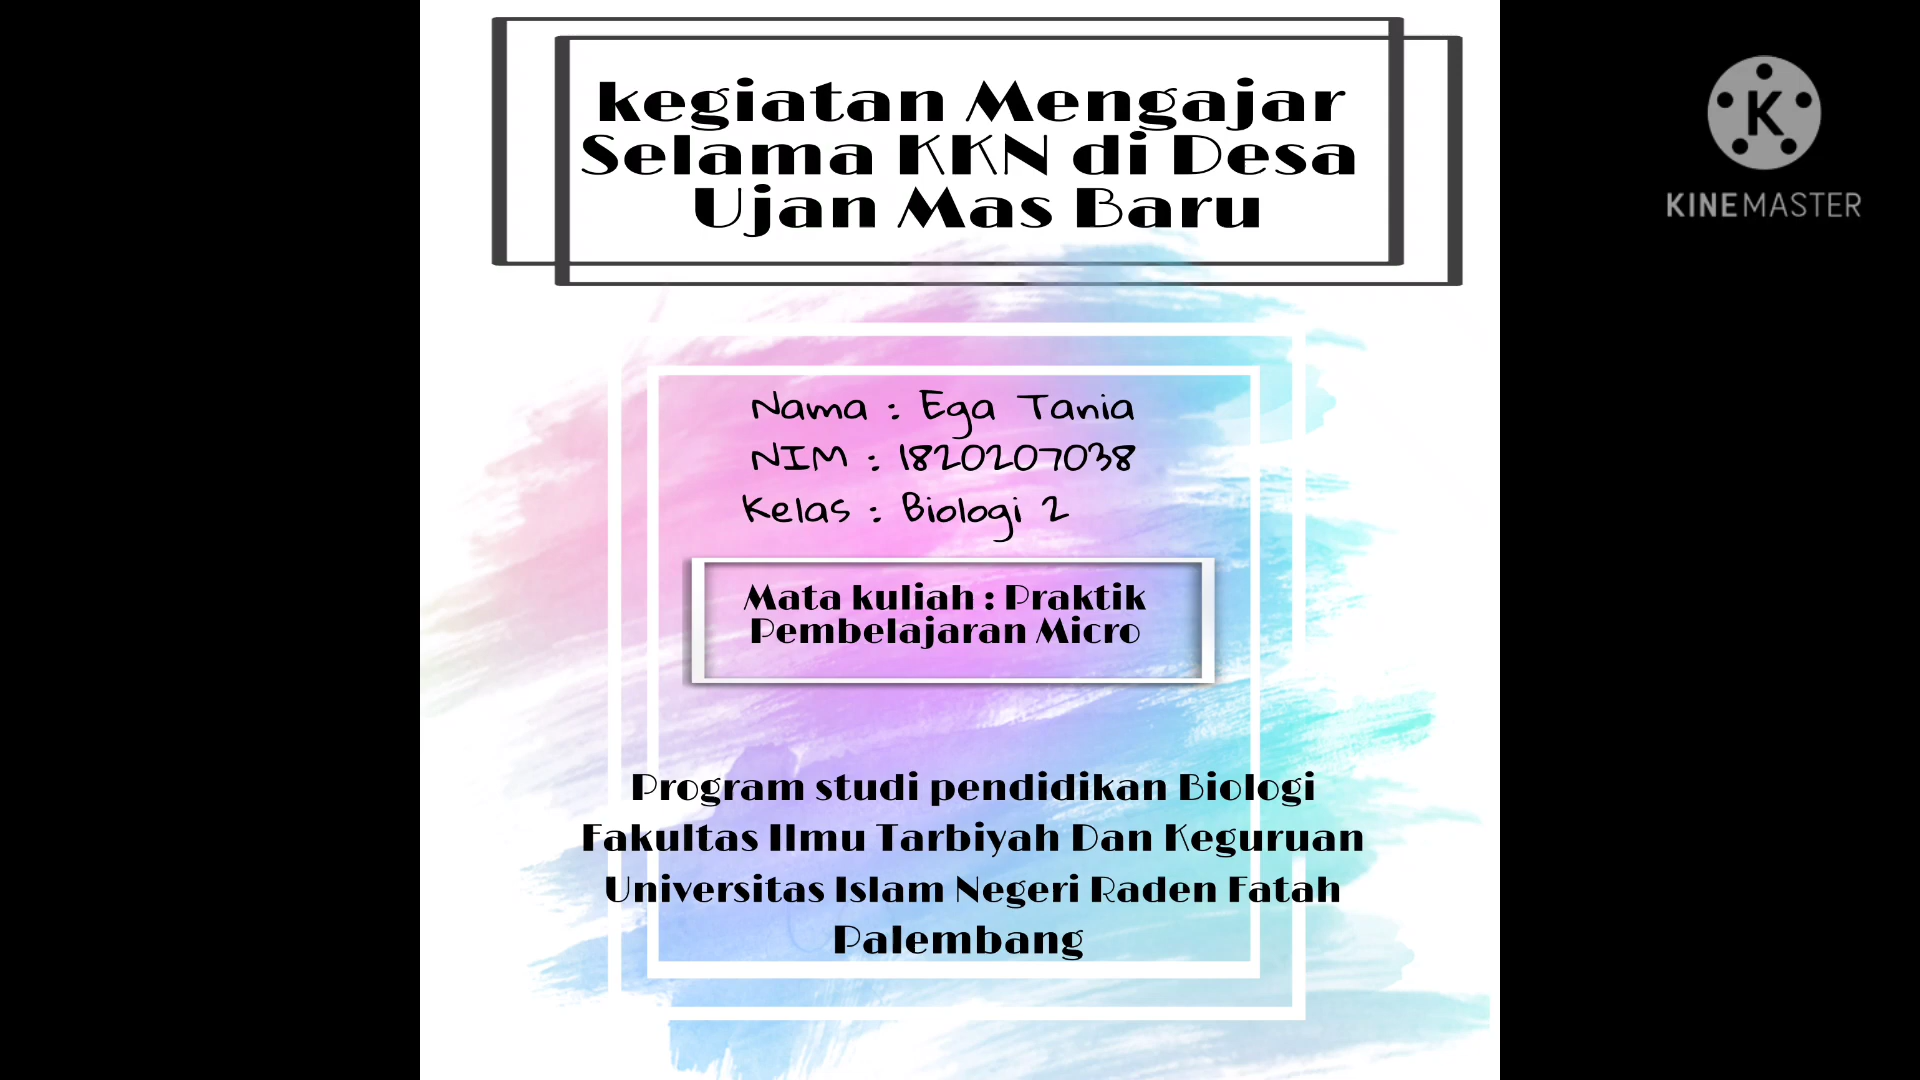 kegiatan Mengajar
Selama KKN di Desa
Ujan Mas Baru
K
KINEMASTER
Nama : Ega Tania
NIM : 1820207038
Kelas : Biologi 2
Mata kuliah : Praktik
Pembelajaran Micro
Program studi pendidikan Biologi
Fakultas Ilmu Tarbiyah Dan Keguruan
Universitas Islam Negeri Raden Fatah
Palembang